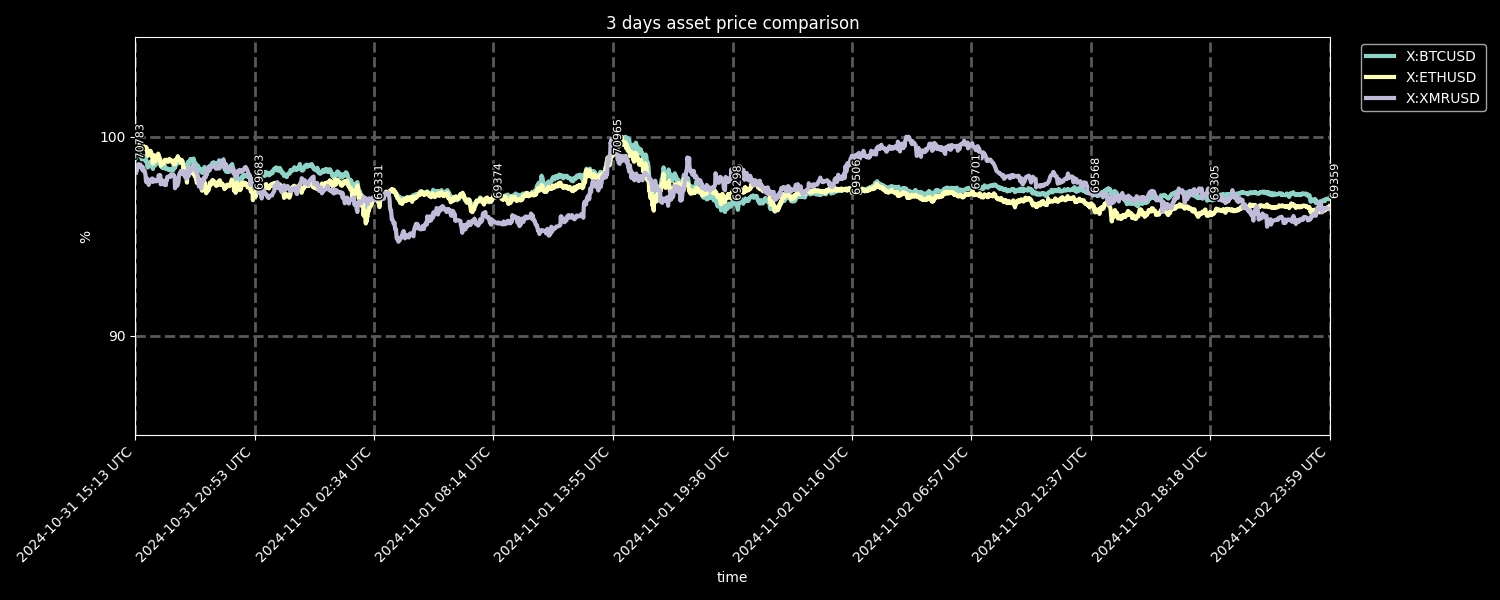 3 days asset price comparison
X:BTCUSD
X:ETHUSD
X:XMRUSD
100
90
%
70783
69683
69331
69374
70965
69298
69506
69701
69568
69305
69359
2024-10-31 15:13 UTC
2024-10-31 20:53 UTC
2024-11-01 02:34 UTC
2024-11-01 08:14 UTC
2024-11-01 13:55 UTC
2024-11-01 19:36 UTC
2024-11-02 01:16 UTC
2024-11-02 06:57 UTC
2024-11-02 12:37 UTC
2024-11-02 18:18 UTC
2024-11-02 23:59 UTC
time